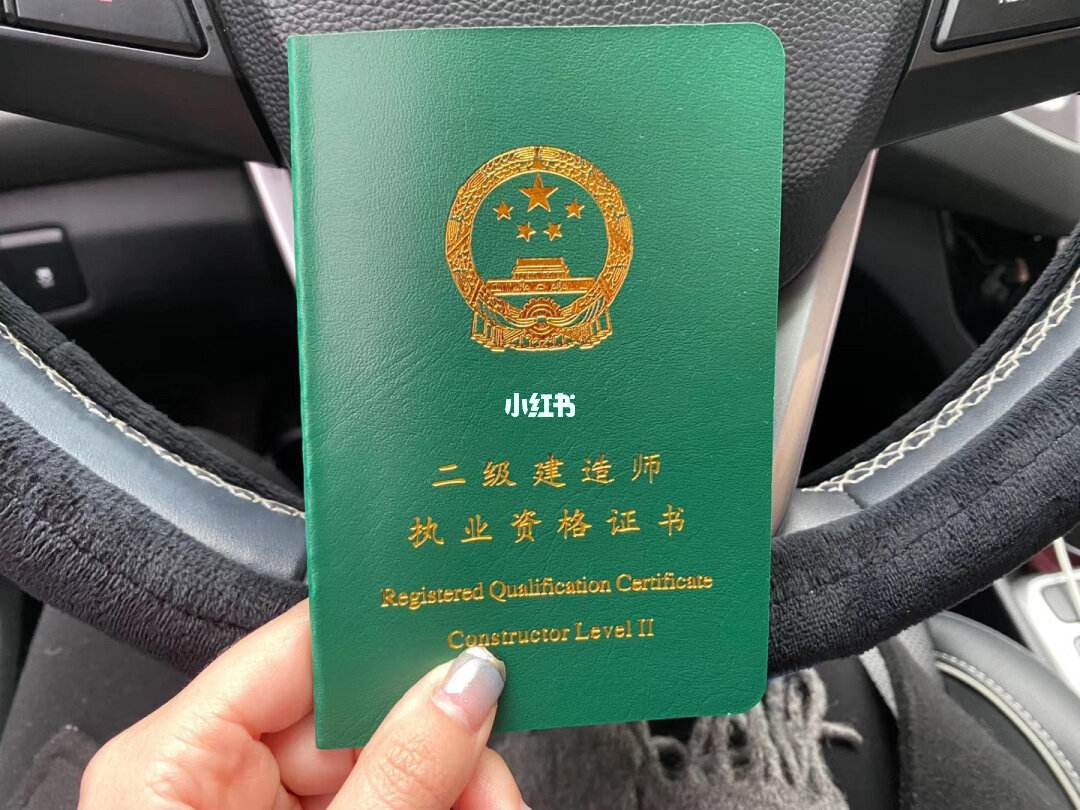 小红书
二级建造师
执业资格证书
Registered Qualification Certificate
Constructor Level II